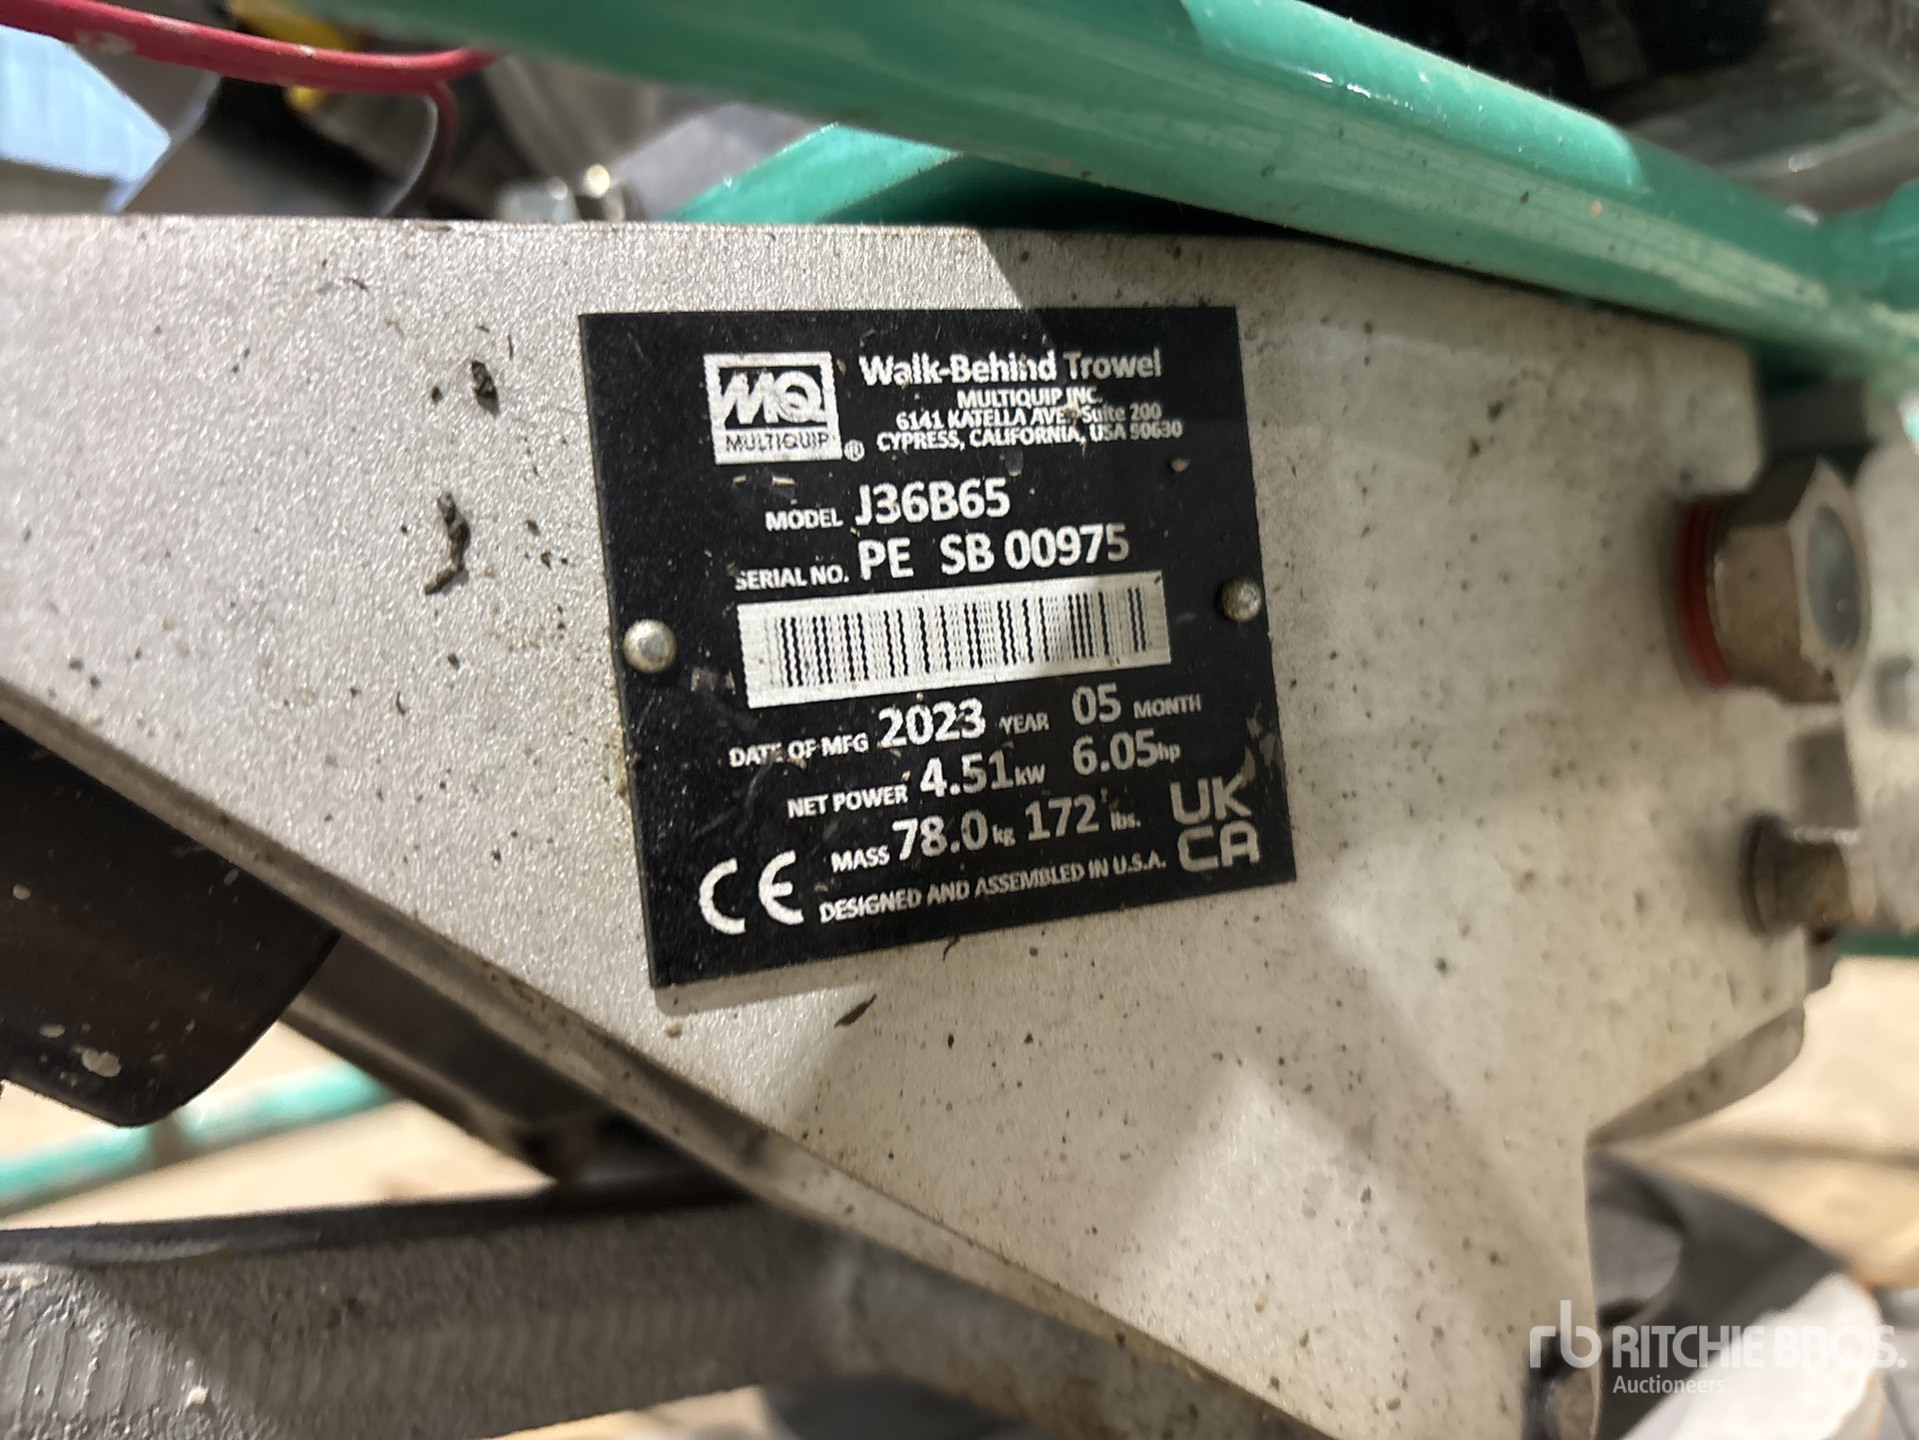 MQ
MULTIQUIP
®
Walk-Behind Trowel
MULTIQUIP INC.
6141 KATELLA AVE. Suite 200
CYPRESS, CALIFORNIA, USA 90630
MODEL J36B65
SERIAL NO. PE SB 00975
DATE OF MFG 2023 YEAR 05 MONTH
NET POWER 4.51 kW 6.05 hp
MASS 78.0 kg 172 lbs.
CE DESIGNED AND ASSEMBLED IN U.S.A.
UK
CA
rb RITCHIE BROS.
Auctioneers